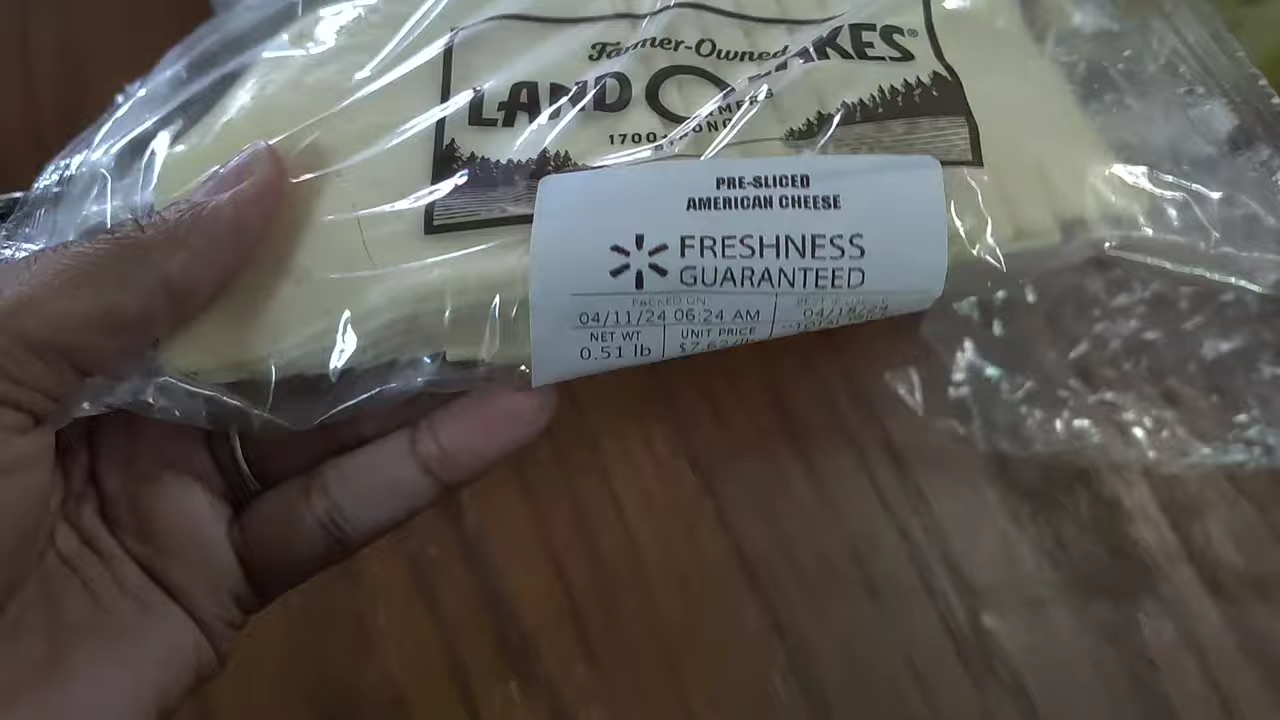 Farmer-Owned
LAND O LAKES®
1700+
PRE-SLICED
AMERICAN CHEESE
FRESHNESS
GUARANTEED
PACKED ON
04/11/24 06:24 AM
NET WT
0.51 lb
UNIT PRICE